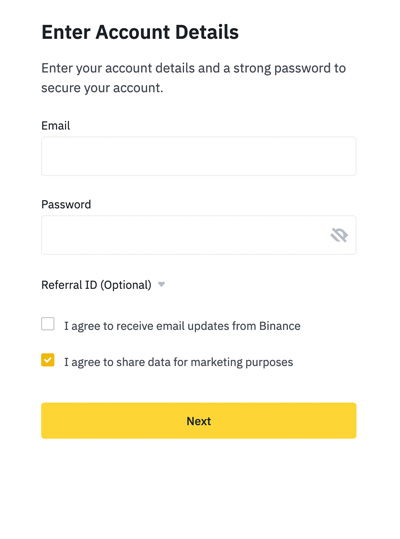 Enter Account Details
Enter your account details and a strong password to
secure your account.
Email
Password
Referral ID (Optional)
I agree to receive email updates from Binance
I agree to share data for marketing purposes
Next